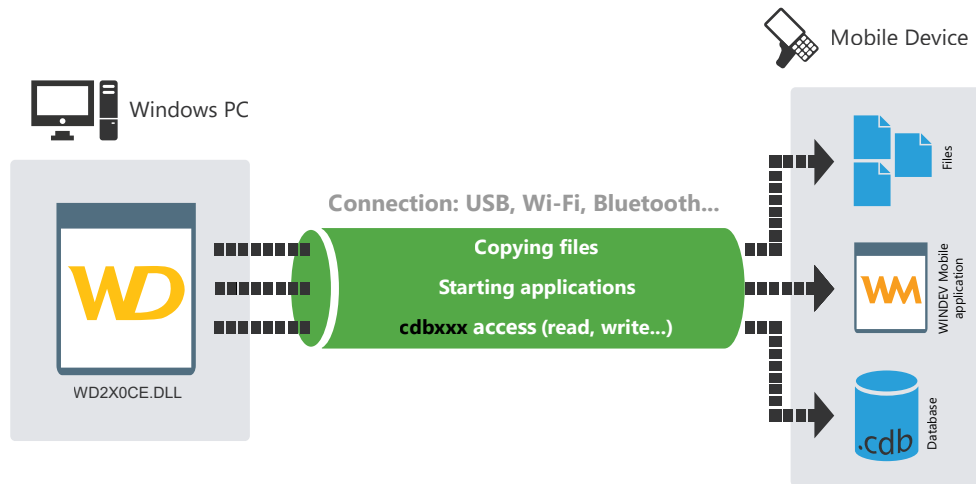 Mobile Device
Windows PC
Connection: USB, Wi-Fi, Bluetooth...
Copying files
Starting applications
cdbxxx access (read, write...)
WD
WD2X0CE.DLL
Files
WM
WINDEV Mobile
application
.cdb
Database